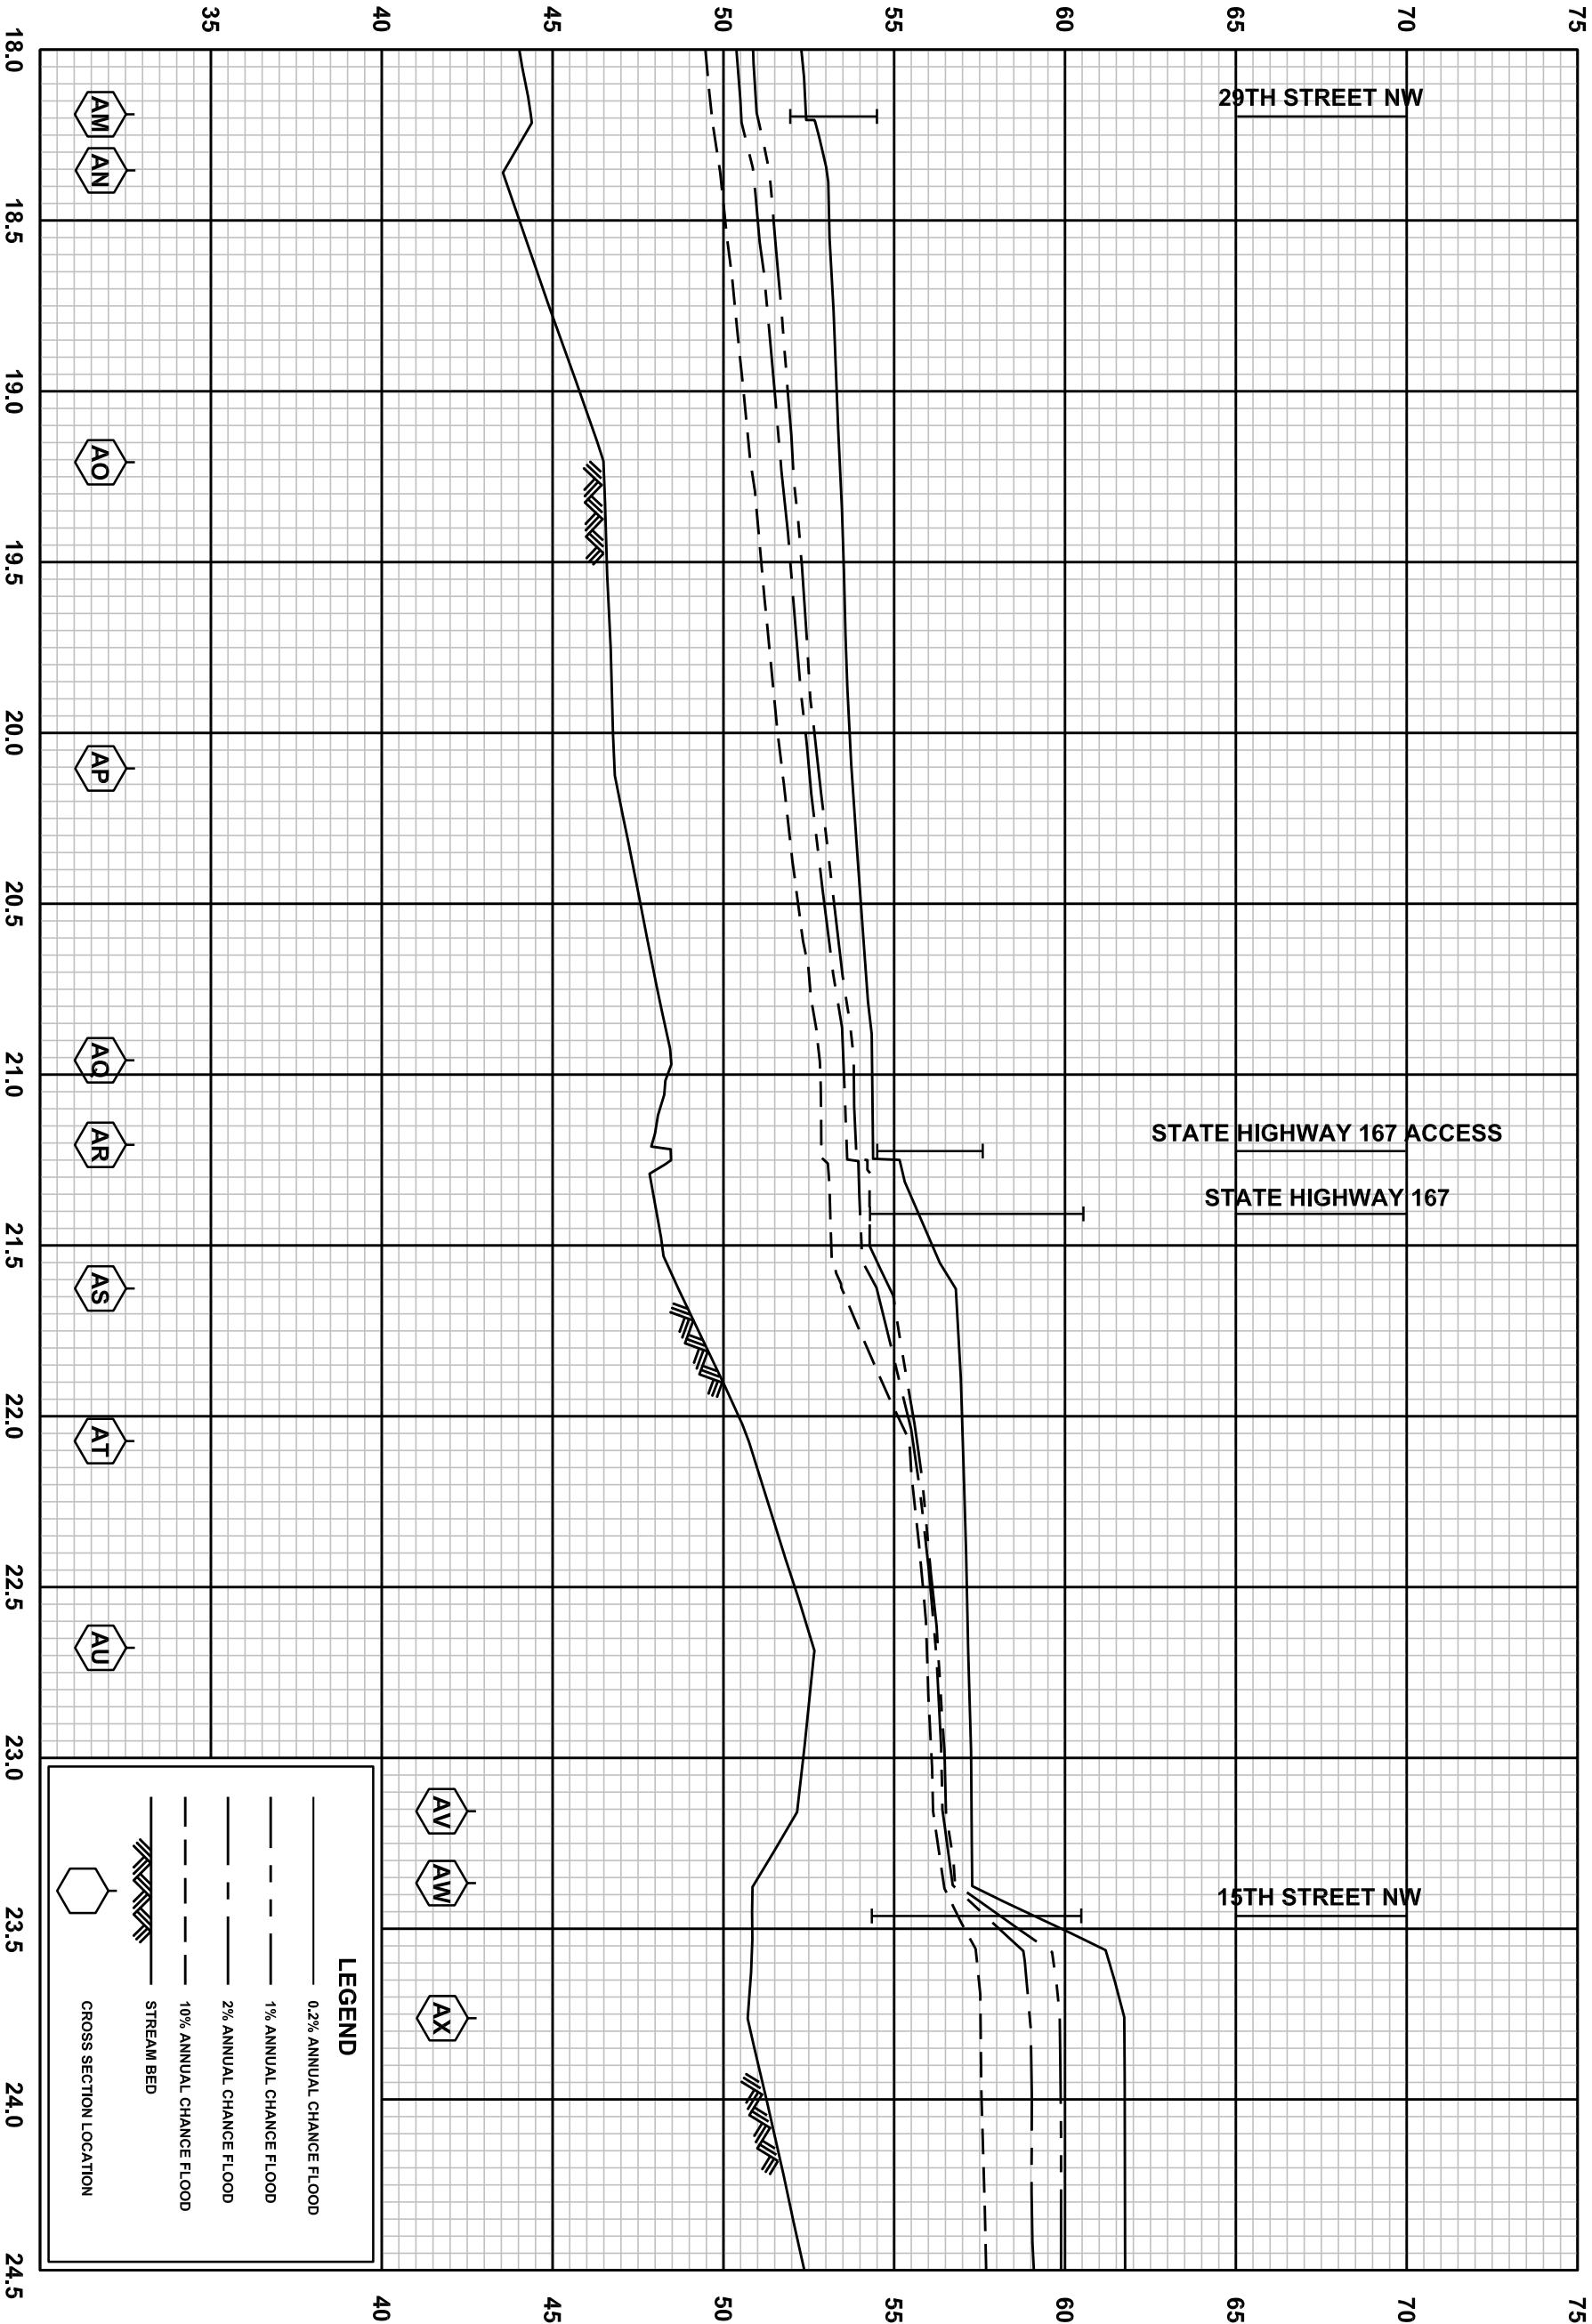 75
70
65
60
55
50
45
40
35
29TH STREET NW
STATE HIGHWAY 167 ACCESS
STATE HIGHWAY 167
15TH STREET NW
75
70
65
60
55
50
45
40
AV
AW
AX
AM
AN
AO
AP
AQ
AR
AS
AT
AU
LEGEND
0.2% ANNUAL CHANCE FLOOD
1% ANNUAL CHANCE FLOOD
2% ANNUAL CHANCE FLOOD
10% ANNUAL CHANCE FLOOD
STREAM BED
CROSS SECTION LOCATION
18.0
18.5
19.0
19.5
20.0
20.5
21.0
21.5
22.0
22.5
23.0
23.5
24.0
24.5